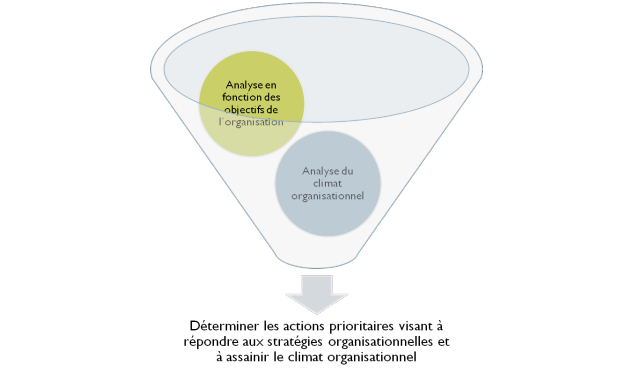 Analyse en
fonction des
objectifs de
l'organisation
Analyse du
climat
organisationnel
Déterminer les actions prioritaires visant à
répondre aux stratégies organisationnelles et
à assainir le climat organisationnel